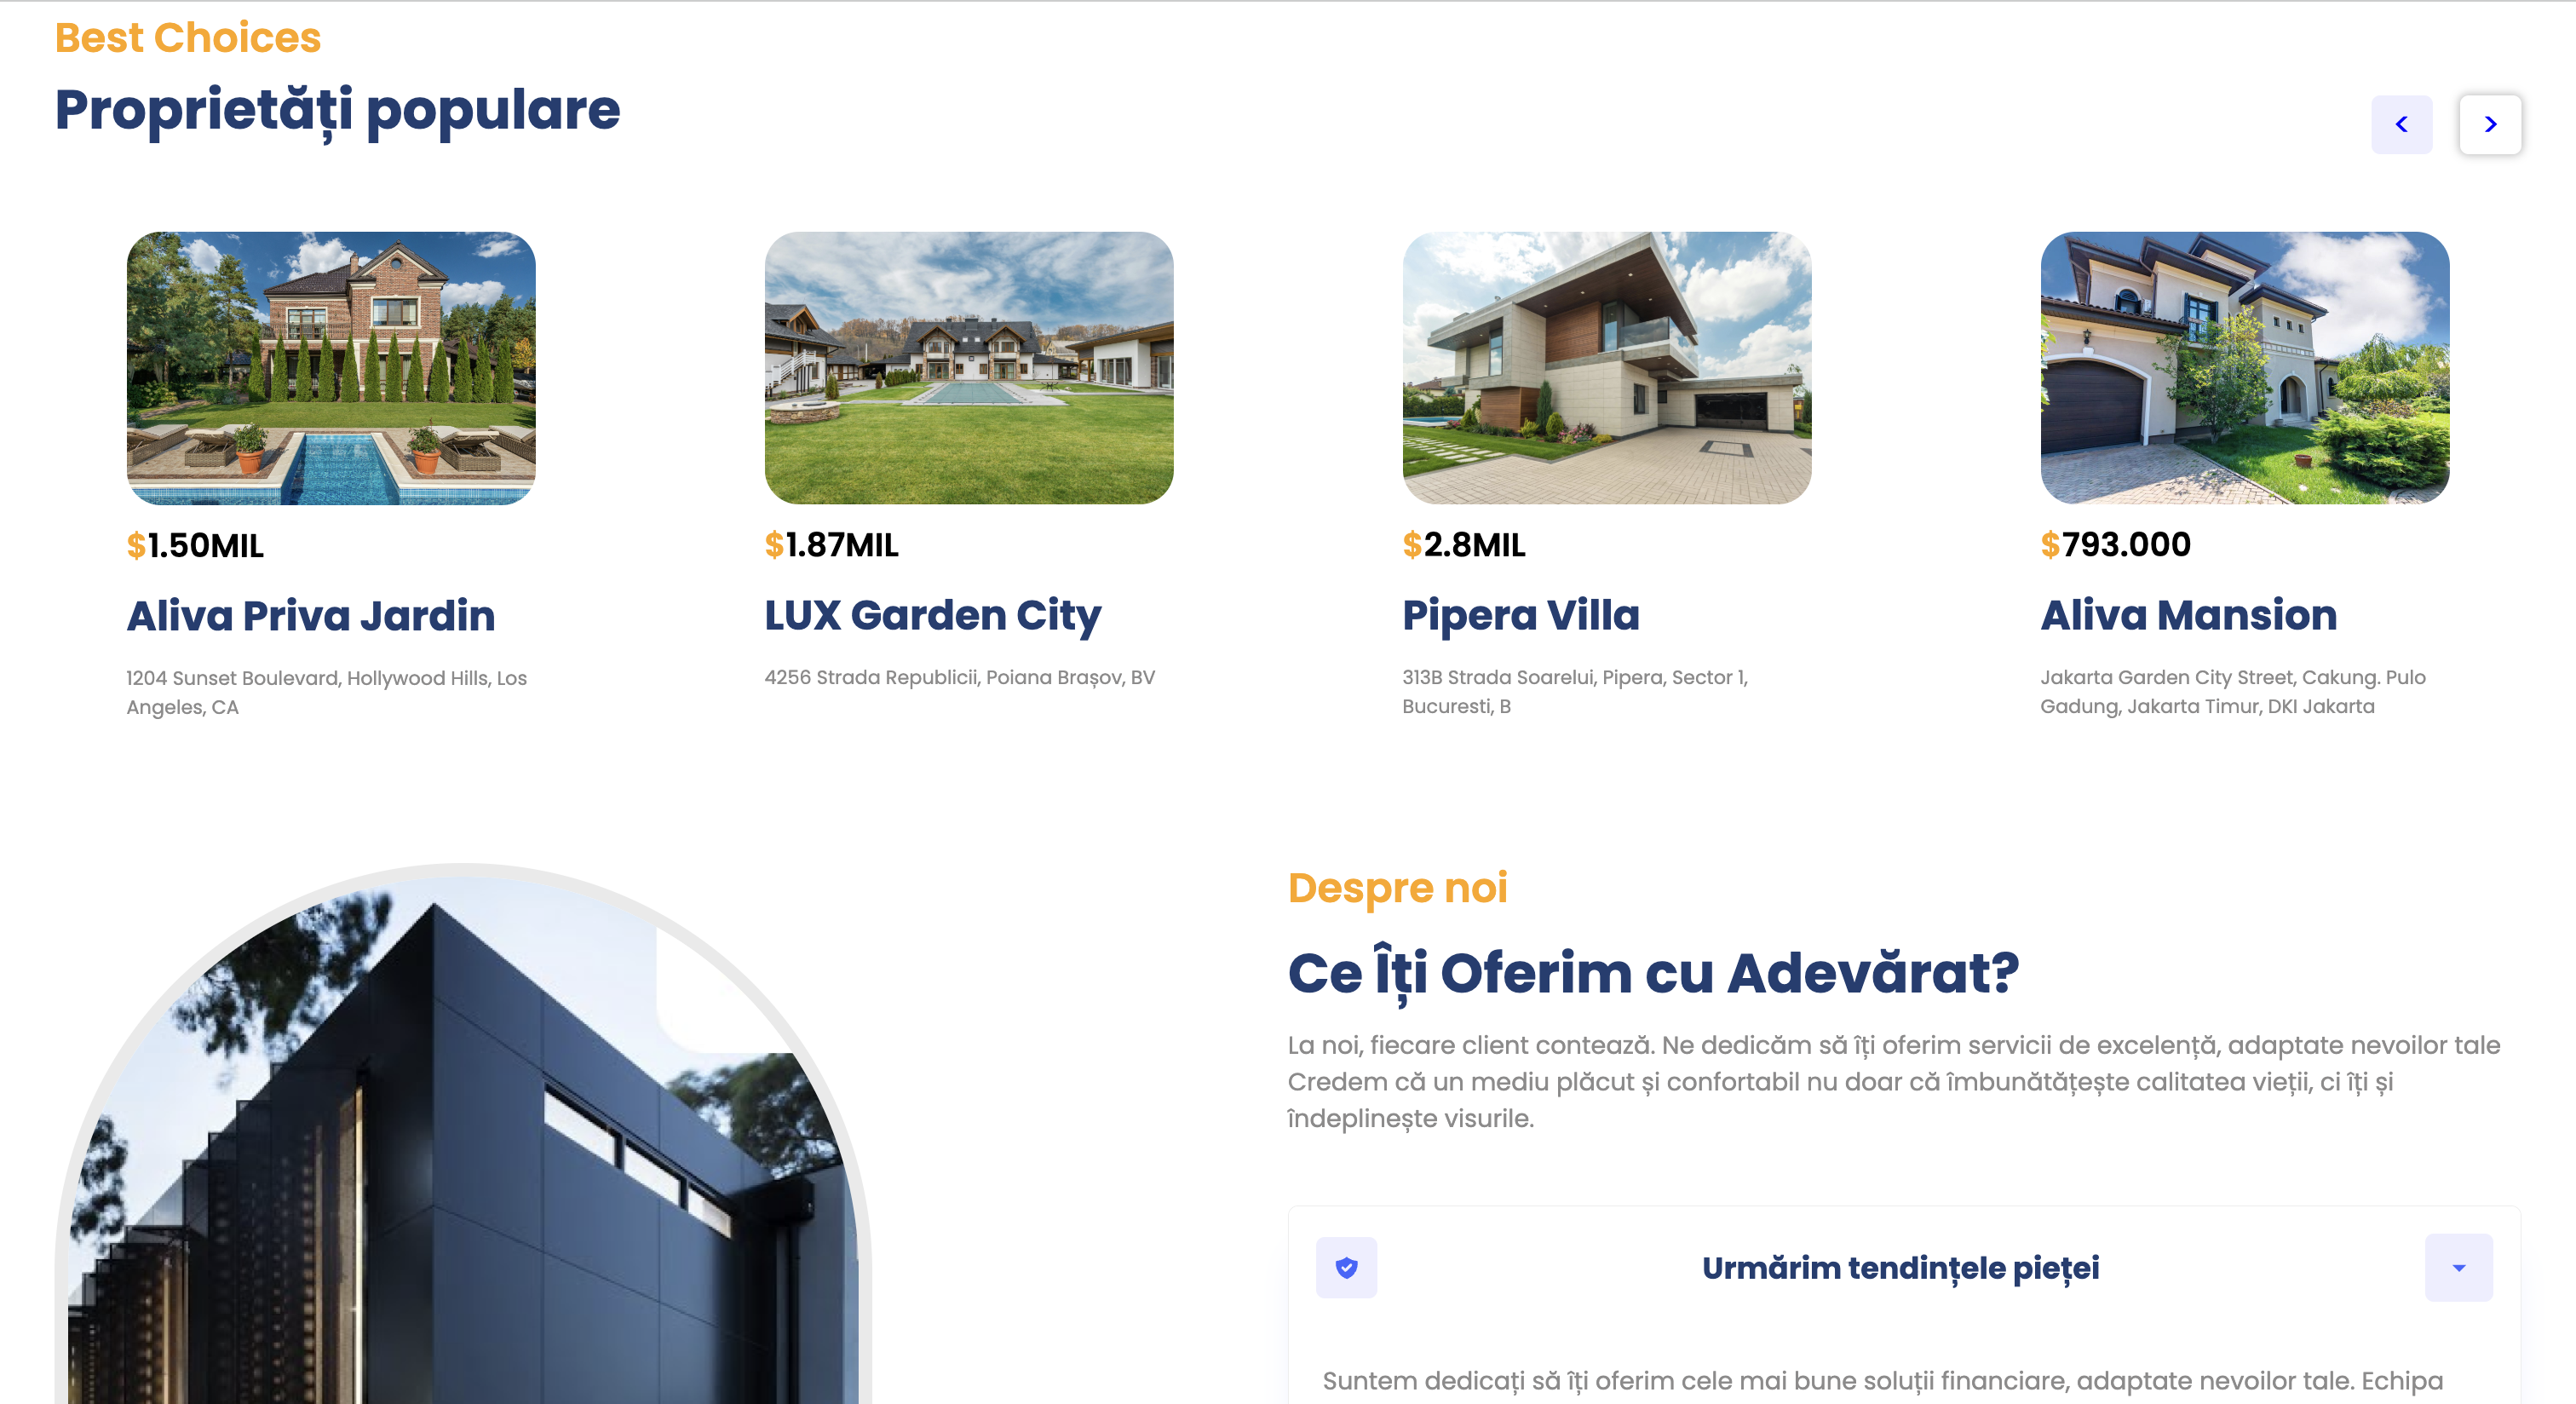 Best Choices
Proprietăți populare
< >
$1.50MIL
Aliva Priva Jardin
1204 Sunset Boulevard, Hollywood Hills, Los
Angeles, CA
$1.87MIL
LUX Garden City
4256 Strada Republicii, Poiana Brașov, BV
$2.8MIL
Pipera Villa
313B Strada Soarelui, Pipera, Sector 1,
Bucuresti, B
$793.000
Aliva Mansion
Jakarta Garden City Street, Cakung. Pulo
Gadung, Jakarta Timur, DKI Jakarta
Despre noi
Ce Îți Oferim cu Adevărat?
La noi, fiecare client contează. Ne dedicăm să îți oferim servicii de excelență, adaptate nevoilor tale
Credem că un mediu plăcut și confortabil nu doar că îmbunătățește calitatea vieții, ci îți și
îndeplinește visurile.
Urmărim tendințele pieței
Suntem dedicați să îți oferim cele mai bune soluții financiare, adaptate nevoilor tale. Echipa